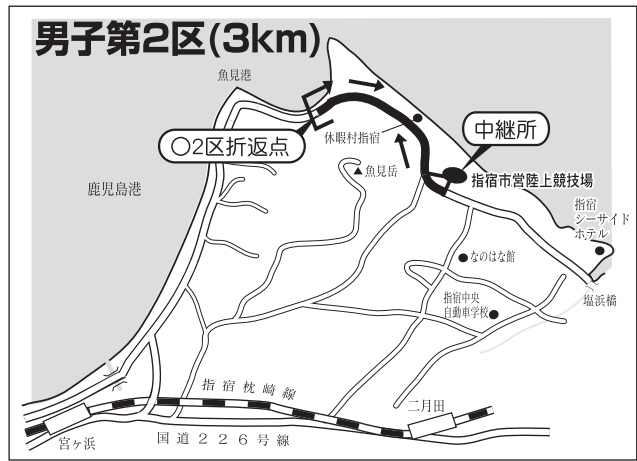 男子第2区(3km)
魚見港
中継所
休暇村指宿
○2区折返点
魚見岳
指宿市営陸上競技場
鹿児島港
指宿
シーサイド
ホテル
なのはな館
指宿中央
自動車学校
塩浜橋
指宿枕崎線
二月田
宮ヶ浜
国道226号線